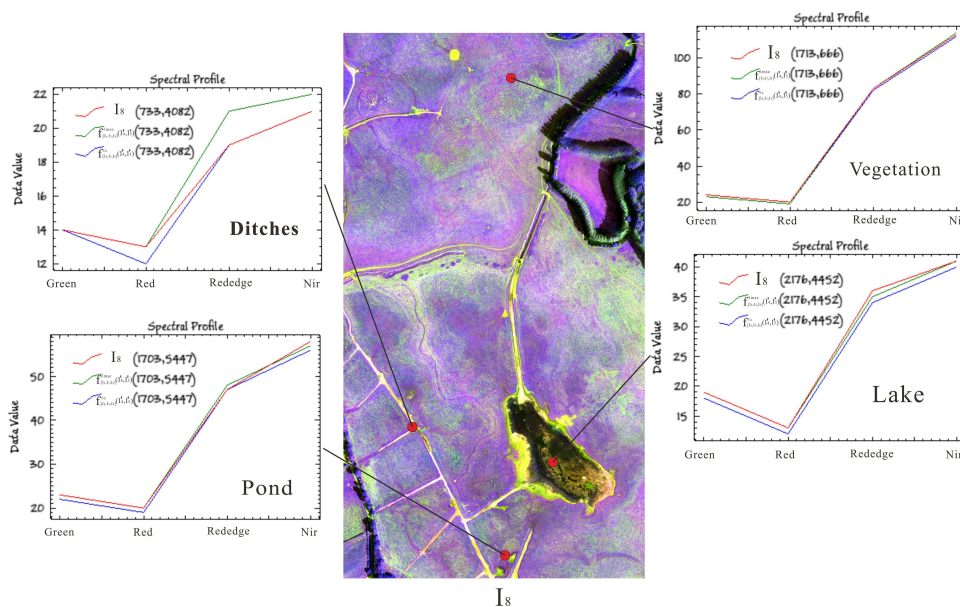 Spectral Profile
Data Value
22
20
18
16
14
12
I8 (733,4082)
(733,4082)
(733,4082)
Ditches
Green Red Rededge Nir
Spectral Profile
Data Value
50
40
30
20
I8 (1703,5447)
(1703,5447)
(1703,5447)
Pond
Green Red Rededge Nir
I8
Spectral Profile
Data Value
100
80
60
40
20
I8 (1713,666)
(1713,666)
(1713,666)
Vegetation
Green Red Rededge Nir
Spectral Profile
Data Value
40
35
30
25
20
15
I8 (2176,4452)
(2176,4452)
(2176,4452)
Lake
Green Red Rededge Nir